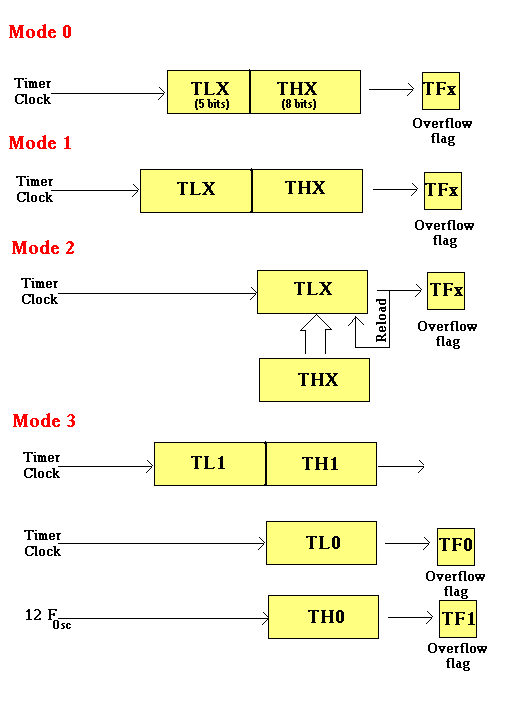 Mode 0
Timer
Clock
TLX
(5 bits)
THX
(8 bits)
TFx
Overflow
flag
Mode 1
Timer
Clock
TLX
THX
TFx
Overflow
flag
Mode 2
Timer
Clock
TLX
Reload
TFx
Overflow
flag
THX
Mode 3
Timer
Clock
TL1
TH1
Timer
Clock
TL0
TF0
Overflow
flag
12 FOsc
TH0
TF1
Overflow
flag